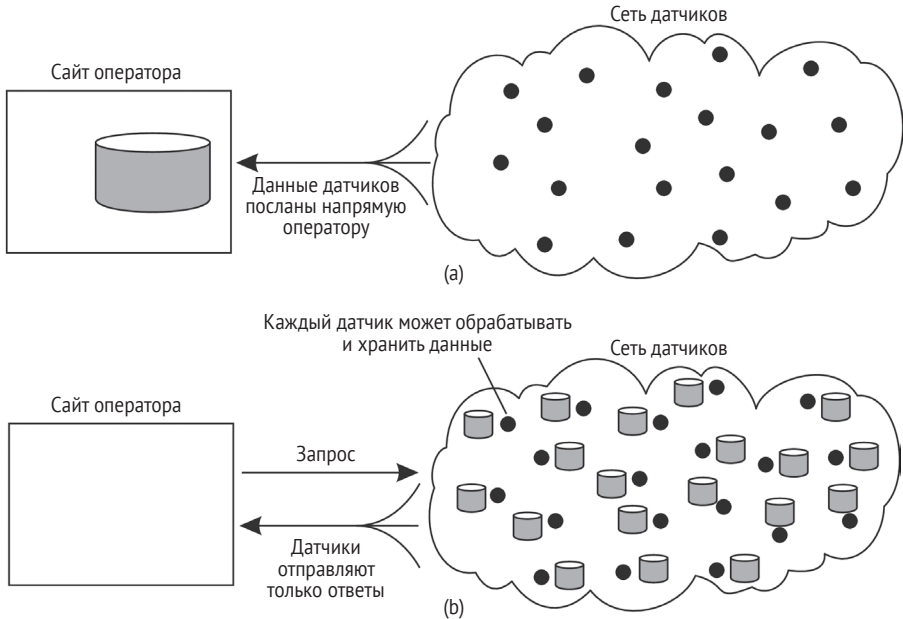 Сеть датчиков
Сайт оператора
Данные датчиков
посланы напрямую
оператору
(a)
Каждый датчик может обрабатывать
и хранить данные
Сеть датчиков
Сайт оператора
Запрос
Датчики
отправляют
только ответы
(b)